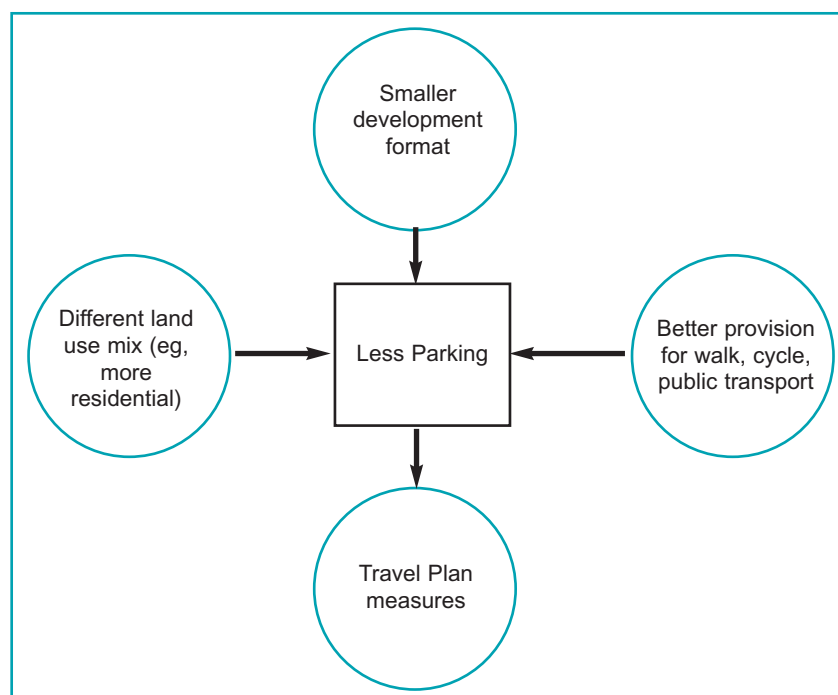 Smaller
development
format
Different land
use mix (eg,
more
residential)
Less Parking
Better provision
for walk, cycle,
public transport
Travel Plan
measures